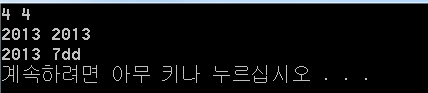 4 4
2013 2013
2013 7dd
계속하려면 아무 키나 누르십시오 . . .